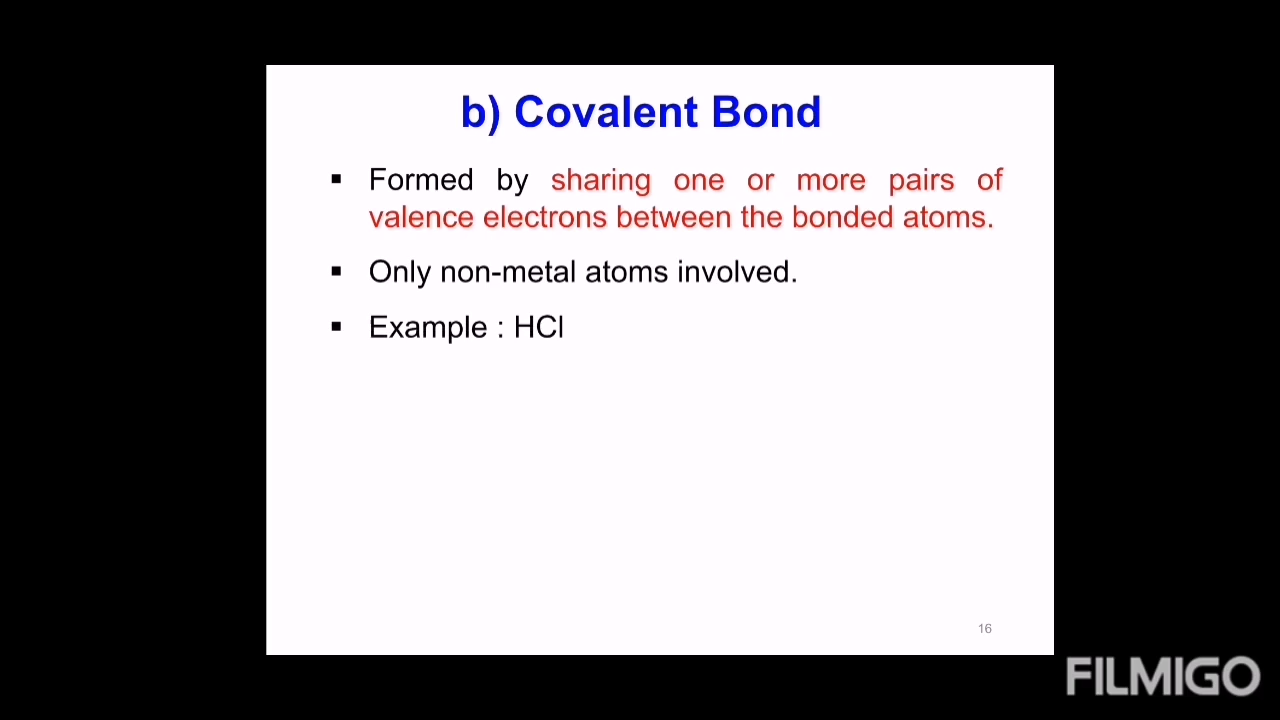 b) Covalent Bond
▪ Formed by sharing one or more pairs of
valence electrons between the bonded atoms.
▪ Only non-metal atoms involved.
▪ Example : HCl
16
FILMIGO